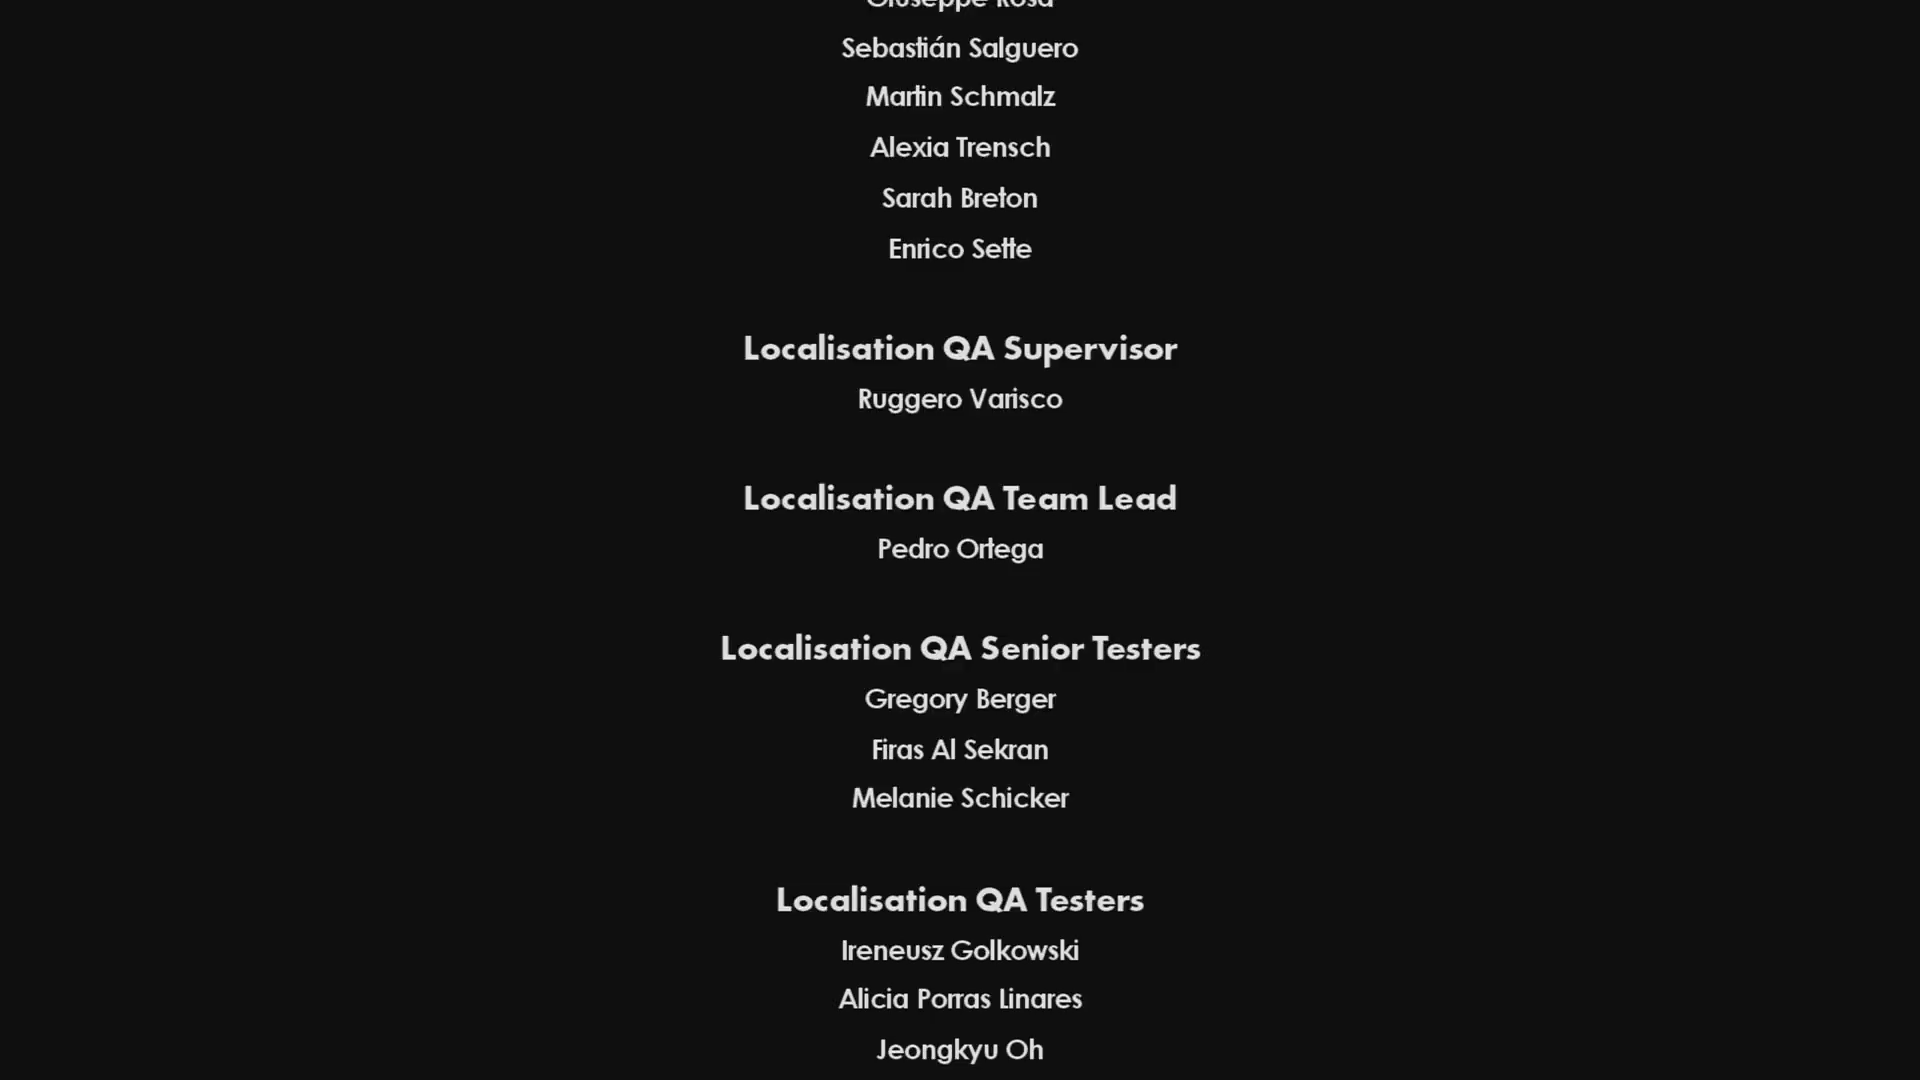 Giuseppe Rosa
Sebastián Salguero
Martin Schmalz
Alexia Trensch
Sarah Breton
Enrico Sette
Localisation QA Supervisor
Ruggero Varisco
Localisation QA Team Lead
Pedro Ortega
Localisation QA Senior Testers
Gregory Berger
Firas Al Sekran
Melanie Schicker
Localisation QA Testers
Ireneusz Golkowski
Alicia Porras Linares
Jeongkyu Oh